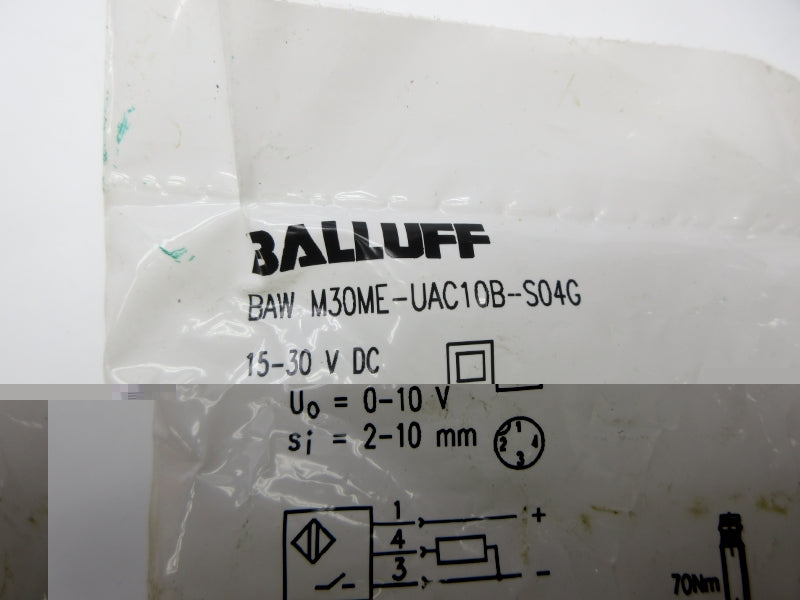 BALLUFF
BAW M30ME-UAC10B-S04G
15-30 V DC
Uo = 0-10 V
si = 2-10 mm
1
2 4
3
1 +
4
3 -
70Nm